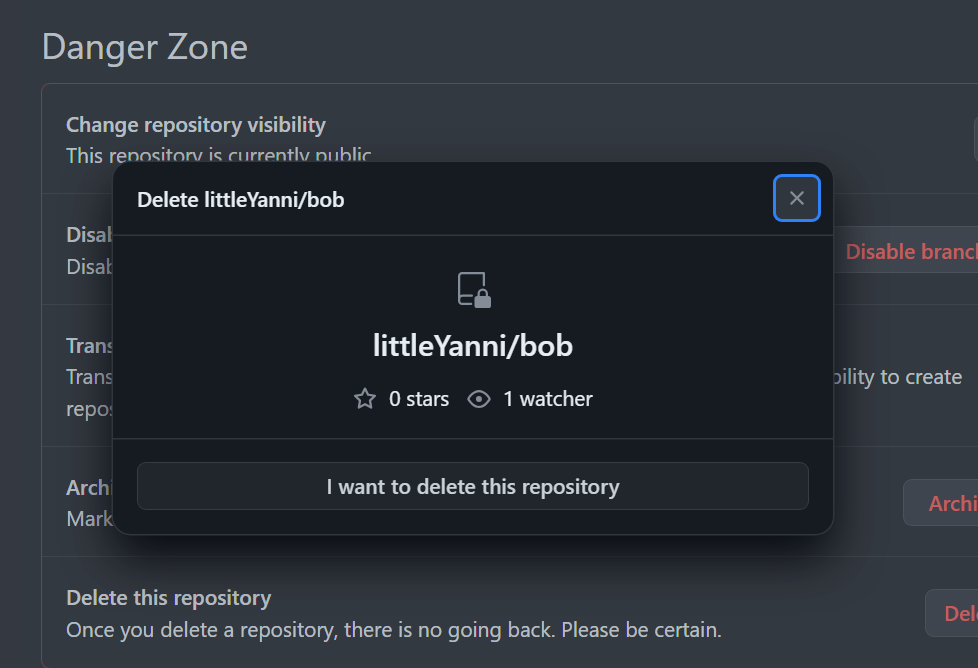 Danger Zone
Change repository visibility
This repository is currently public
Delete littleYanni/bob
Disable
littleYanni/bob
0 stars 1 watcher
bility to create
I want to delete this repository
Delete this repository
Once you delete a repository, there is no going back. Please be certain.